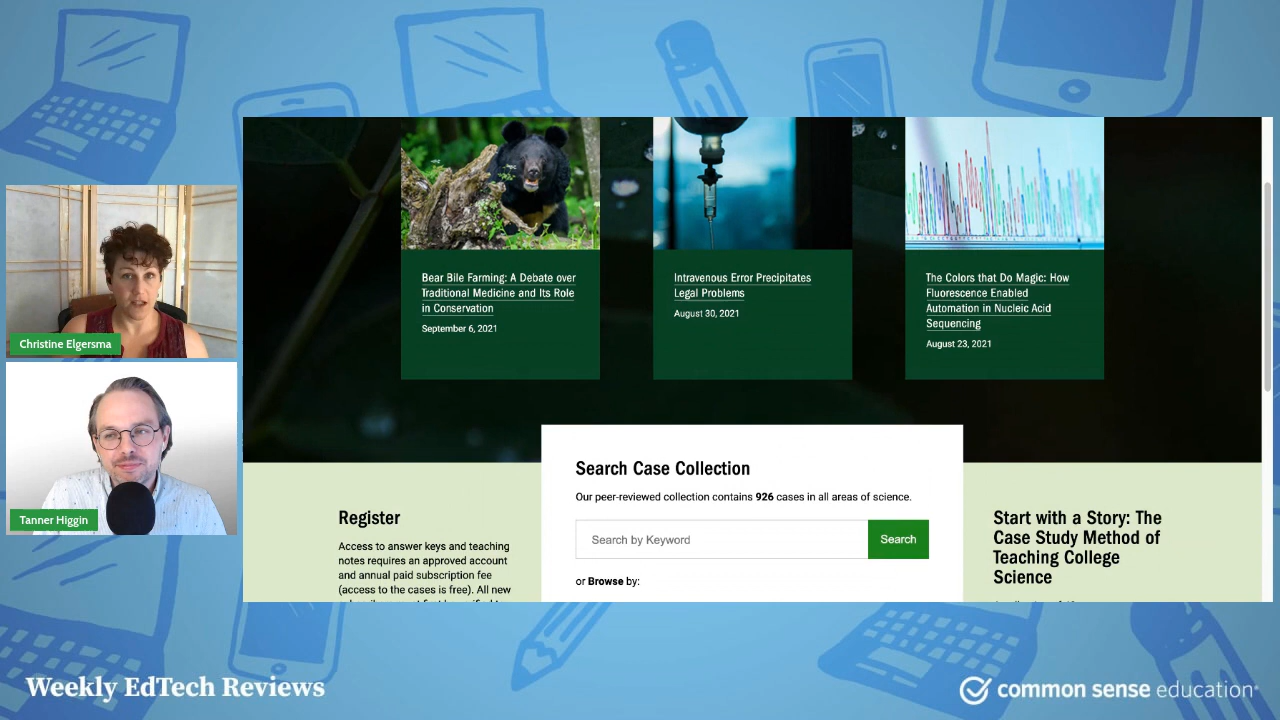 Christine Elgersma
Tanner Higgin
Bear Bile Farming: A Debate over
Traditional Medicine and Its Role
in Conservation
September 6, 2021
Intravenous Error Precipitates
Legal Problems
August 30, 2021
The Colors that Do Magic: How
Fluorescence Enabled
Automation in Nucleic Acid
Sequencing
August 23, 2021
Register
Access to answer keys and teaching
notes requires an approved account
and annual paid subscription fee
(access to the cases is free). All new
Search Case Collection
Our peer-reviewed collection contains 926 cases in all areas of science.
Search by Keyword
Search
or Browse by:
Start with a Story: The
Case Study Method of
Teaching College
Science
Weekly EdTech Reviews
common sense education®